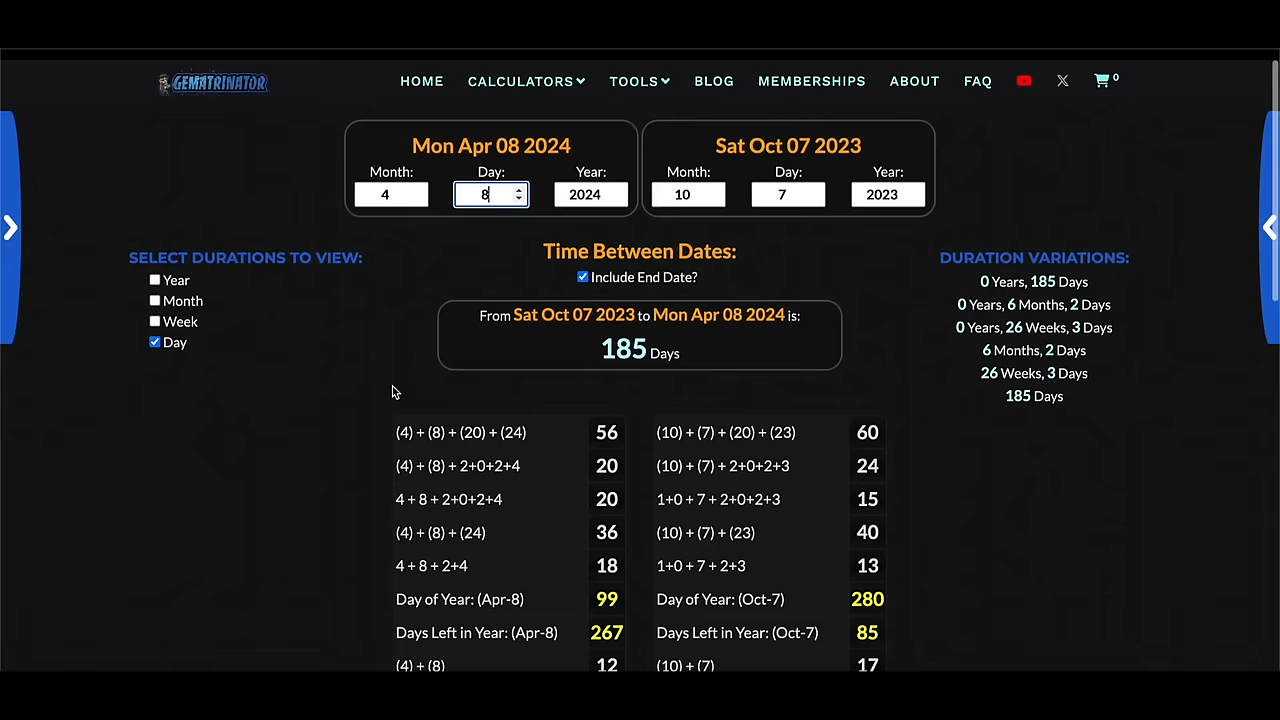 GEMATRINATOR
HOME CALCULATORS TOOLS BLOG MEMBERSHIPS ABOUT FAQ X 0
Mon Apr 08 2024
Month: Day: Year:
4 8 2024
Sat Oct 07 2023
Month: Day: Year:
10 7 2023
SELECT DURATIONS TO VIEW:
Year
Month
Week
Day
Time Between Dates:
Include End Date?
From Sat Oct 07 2023 to Mon Apr 08 2024 is:
185 Days
DURATION VARIATIONS:
0 Years, 185 Days
0 Years, 6 Months, 2 Days
0 Years, 26 Weeks, 3 Days
6 Months, 2 Days
26 Weeks, 3 Days
185 Days
(4) + (8) + (20) + (24) 56
(4) + (8) + 2+0+2+4 20
4 + 8 + 2+0+2+4 20
(4) + (8) + (24) 36
4 + 8 + 2+4 18
Day of Year: (Apr-8) 99
Days Left in Year: (Apr-8) 267
(4) + (8) 12
(10) + (7) + (20) + (23) 60
(10) + (7) + 2+0+2+3 24
1+0 + 7 + 2+0+2+3 15
(10) + (7) + (23) 40
1+0 + 7 + 2+3 13
Day of Year: (Oct-7) 280
Days Left in Year: (Oct-7) 85
(10) + (7) 17